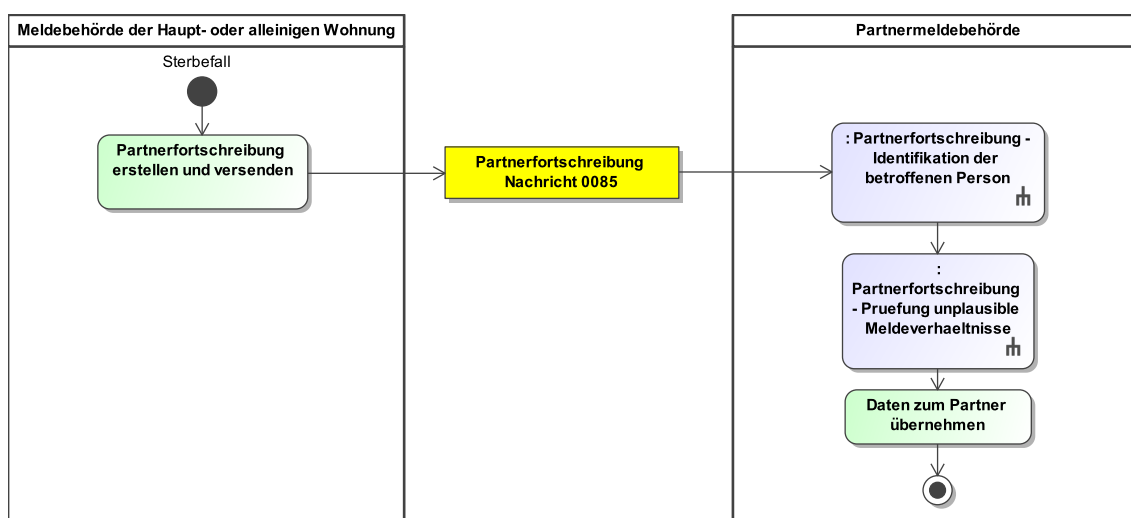 Meldebehörde der Haupt- oder alleinigen Wohnung
Partnermeldebehörde
Sterbefall
Partnerfortschreibung
erstellen und versenden
Partnerfortschreibung
Nachricht 0085
: Partnerfortschreibung -
Identifikation der
betroffenen Person
:
Partnerfortschreibung
- Pruefung unplausible
Meldeverhaeltnisse
Daten zum Partner
übernehmen